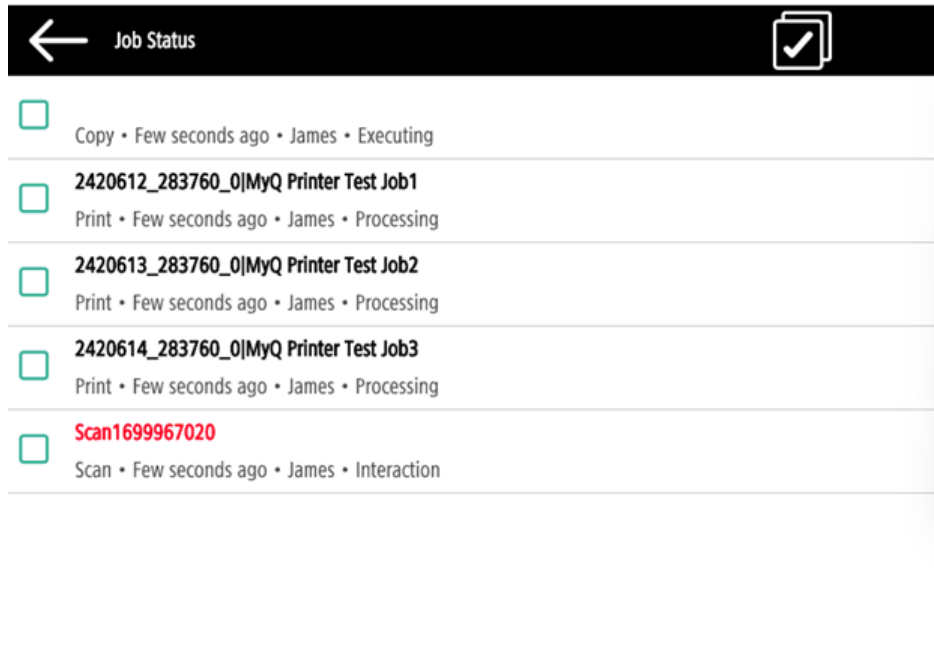 Job Status
Copy • Few seconds ago • James • Executing
2420612_283760_0|MyQ Printer Test Job1
Print • Few seconds ago • James • Processing
2420613_283760_0|MyQ Printer Test Job2
Print • Few seconds ago • James • Processing
2420614_283760_0|MyQ Printer Test Job3
Print • Few seconds ago • James • Processing
Scan1699967020
Scan • Few seconds ago • James • Interaction